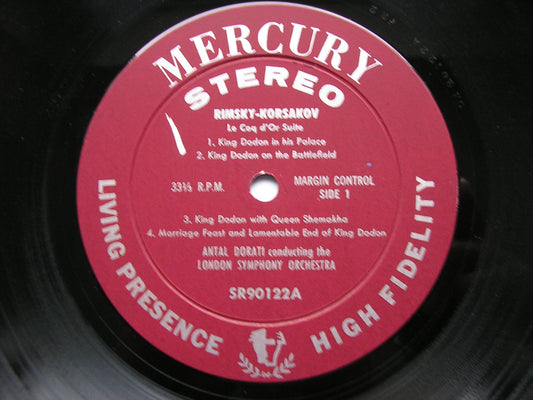 MERCURY
STEREO
RIMSKY-KORSAKOV
Le Coq d'Or Suite
1. King Dodon in his Palace
2. King Dodon on the Battlefield
33⅓ R.P.M.
MARGIN CONTROL
SIDE 1
3. King Dodon with Queen Shemakha
4. Marriage Feast and Lamentable End of King Dodon
ANTAL DORATI conducting the
LONDON SYMPHONY ORCHESTRA
SR90122A
LIVING PRESENCE
HIGH FIDELITY